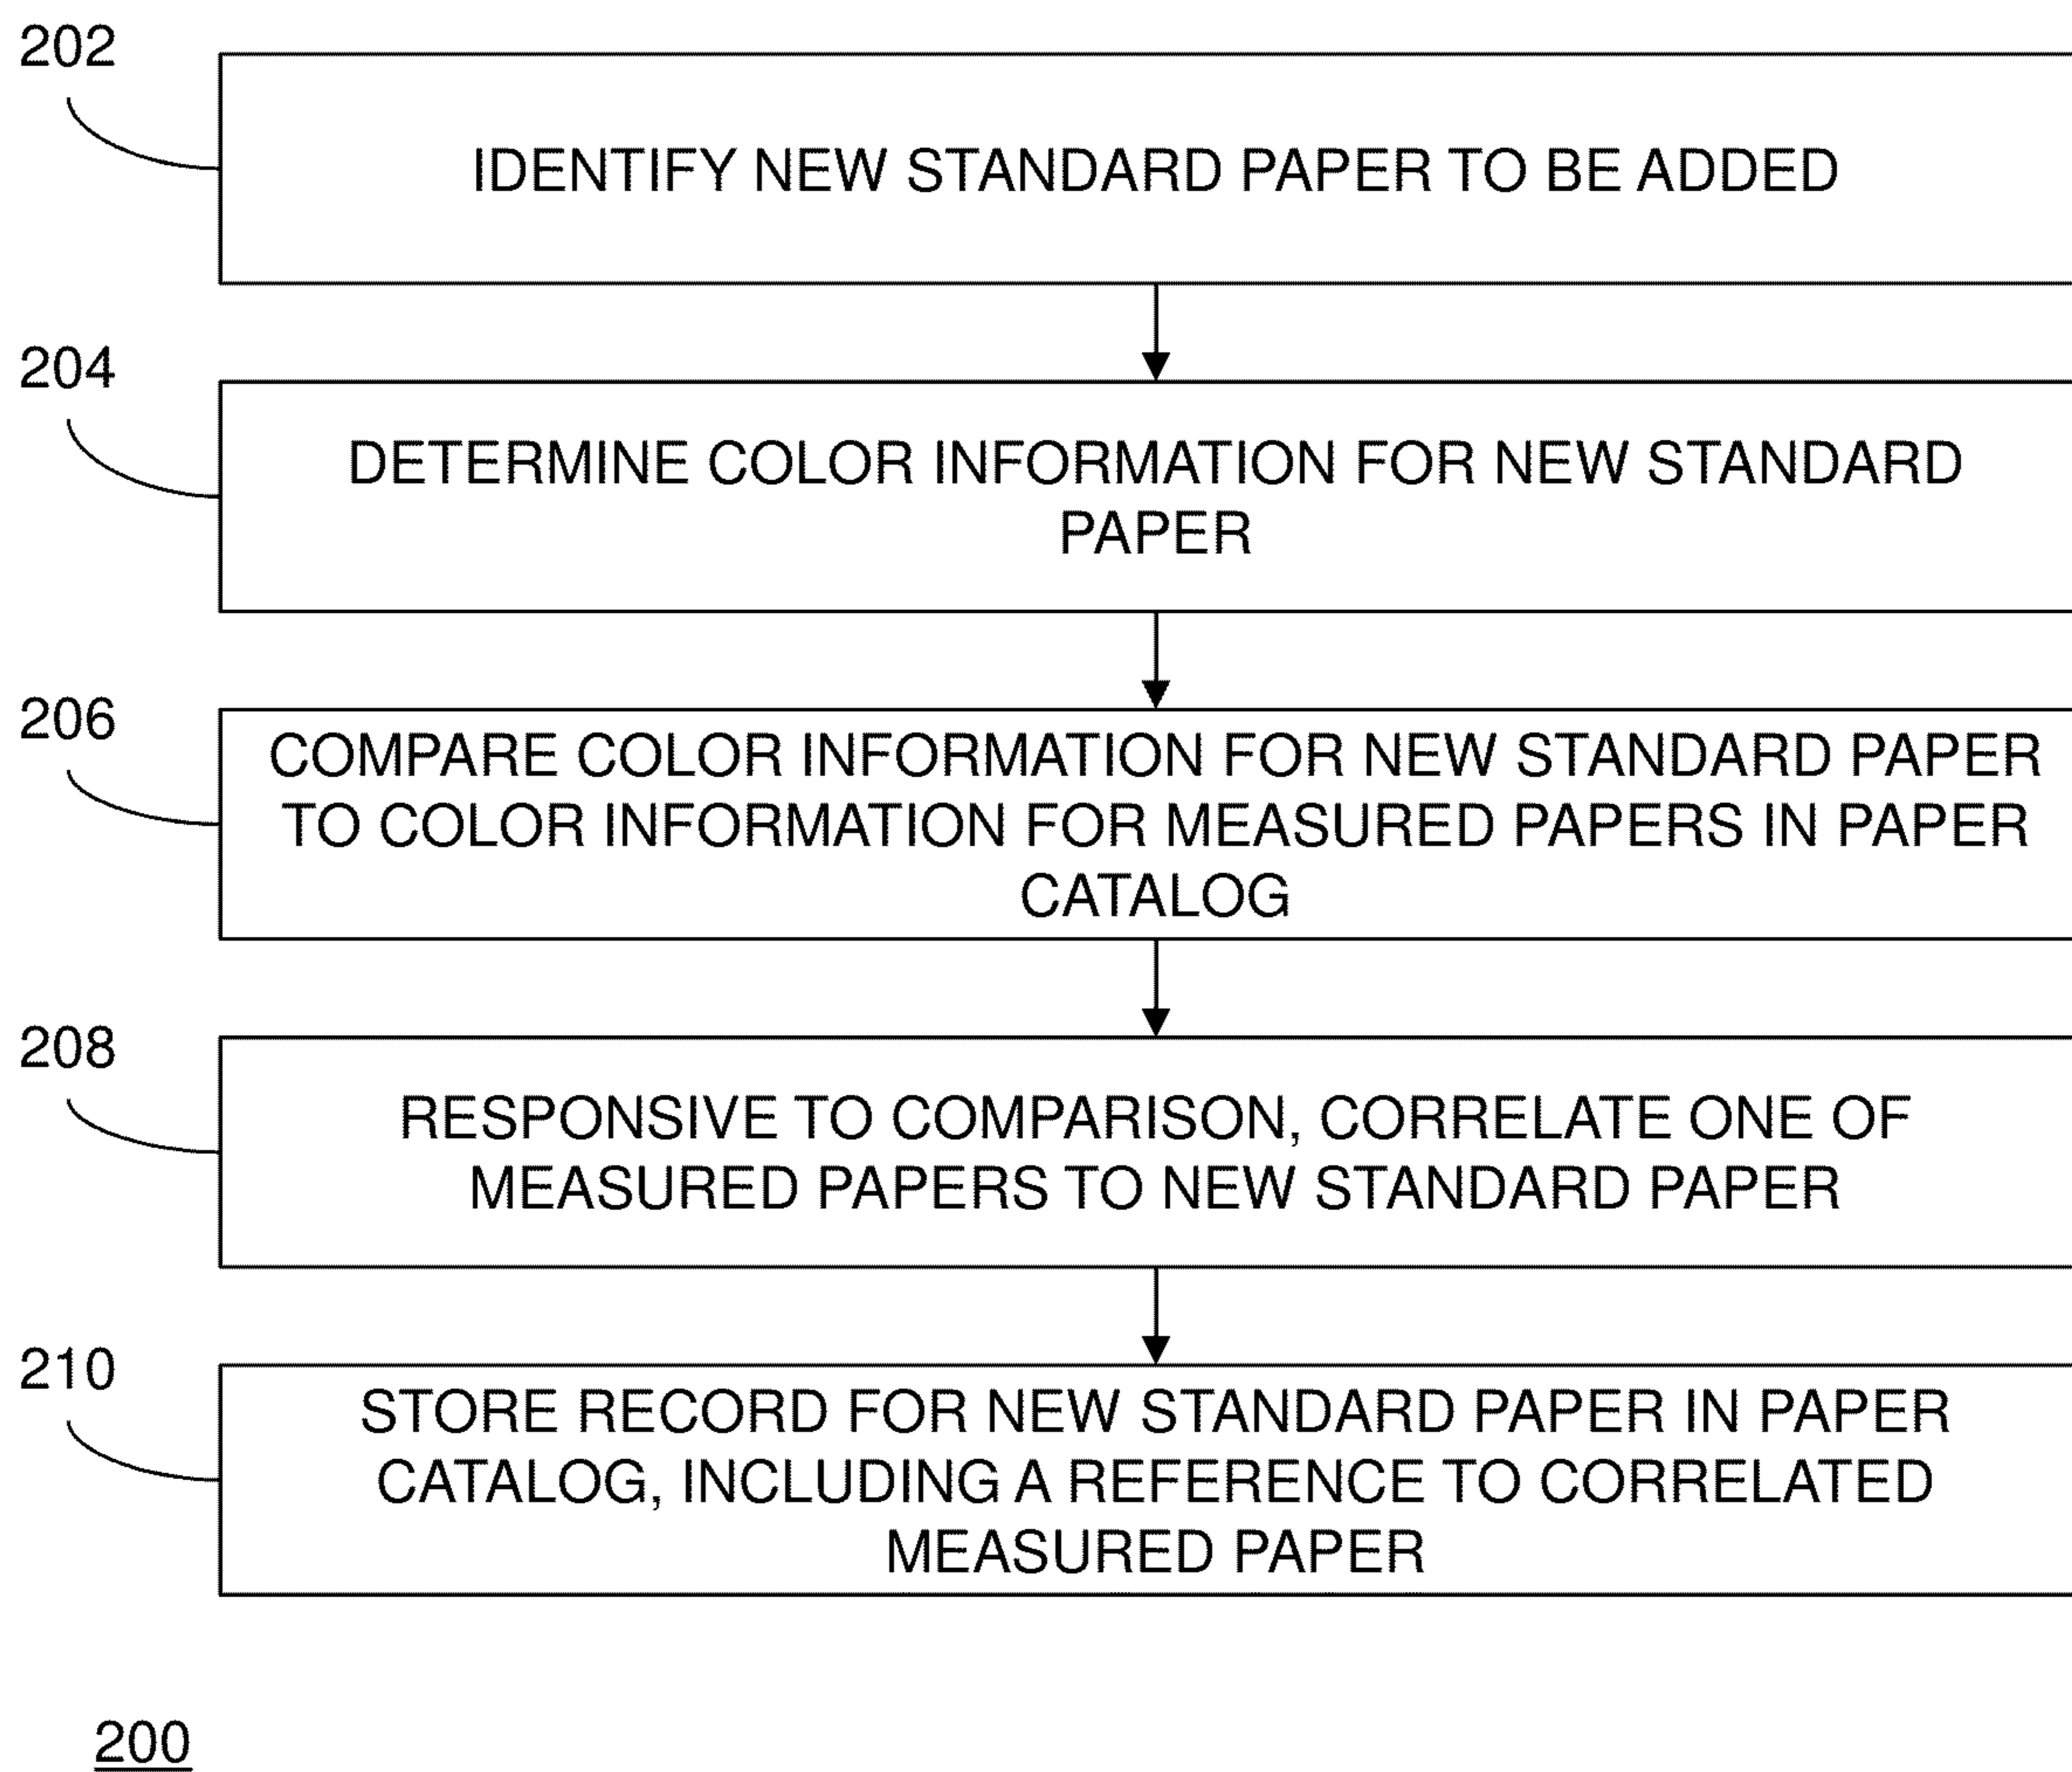 202
IDENTIFY NEW STANDARD PAPER TO BE ADDED
204
DETERMINE COLOR INFORMATION FOR NEW STANDARD
PAPER
206
COMPARE COLOR INFORMATION FOR NEW STANDARD PAPER
TO COLOR INFORMATION FOR MEASURED PAPERS IN PAPER
CATALOG
208
RESPONSIVE TO COMPARISON, CORRELATE ONE OF
MEASURED PAPERS TO NEW STANDARD PAPER
210
STORE RECORD FOR NEW STANDARD PAPER IN PAPER
CATALOG, INCLUDING A REFERENCE TO CORRELATED
MEASURED PAPER
200